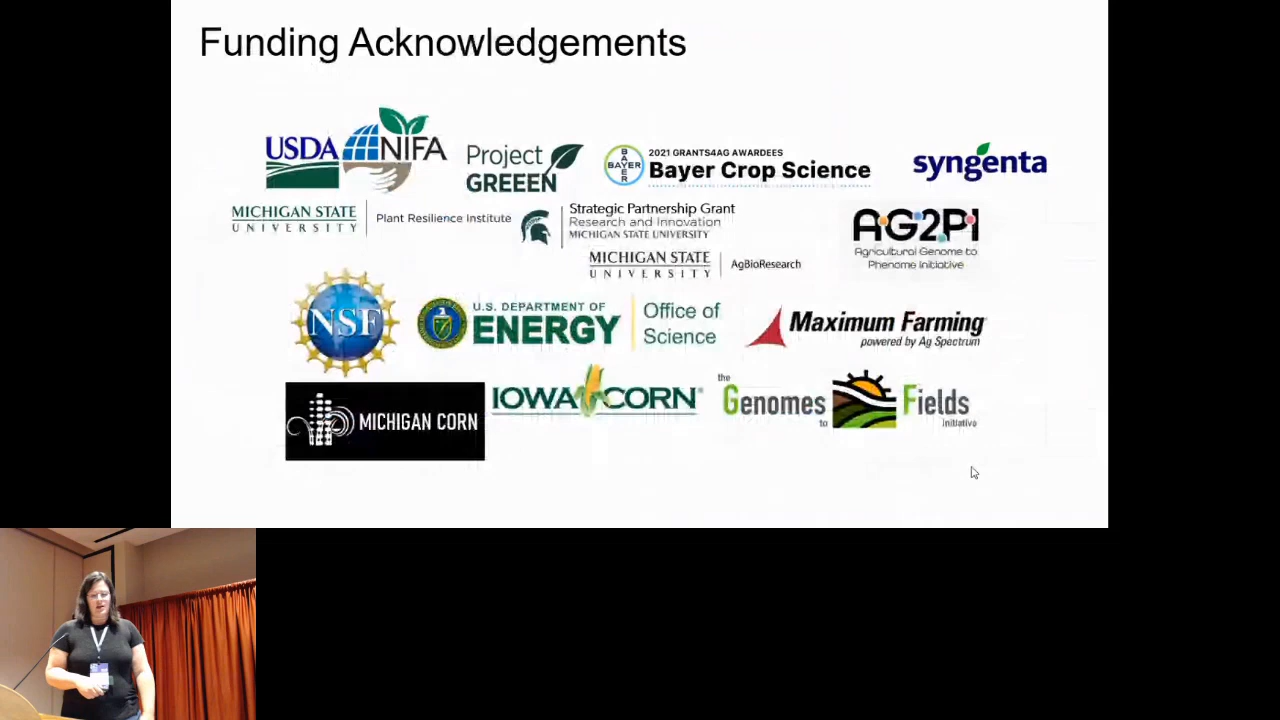 Funding Acknowledgements
USDA
NIFA
Project
GREEEN
BAYER
BAYER
2021 GRANTS4AG AWARDEES
Bayer Crop Science
syngenta
MICHIGAN STATE
UNIVERSITY
Plant Resilience Institute
Strategic Partnership Grant
Research and Innovation
MICHIGAN STATE UNIVERSITY
AG2PI
Agricultural Genome to
Phenome Initiative
MICHIGAN STATE
UNIVERSITY
AgBioResearch
NSF
U.S. DEPARTMENT OF
ENERGY
Office of
Science
Maximum Farming
powered by Ag Spectrum
MICHIGAN CORN
IOWA CORN®
the
Genomes
to
Fields
initiative